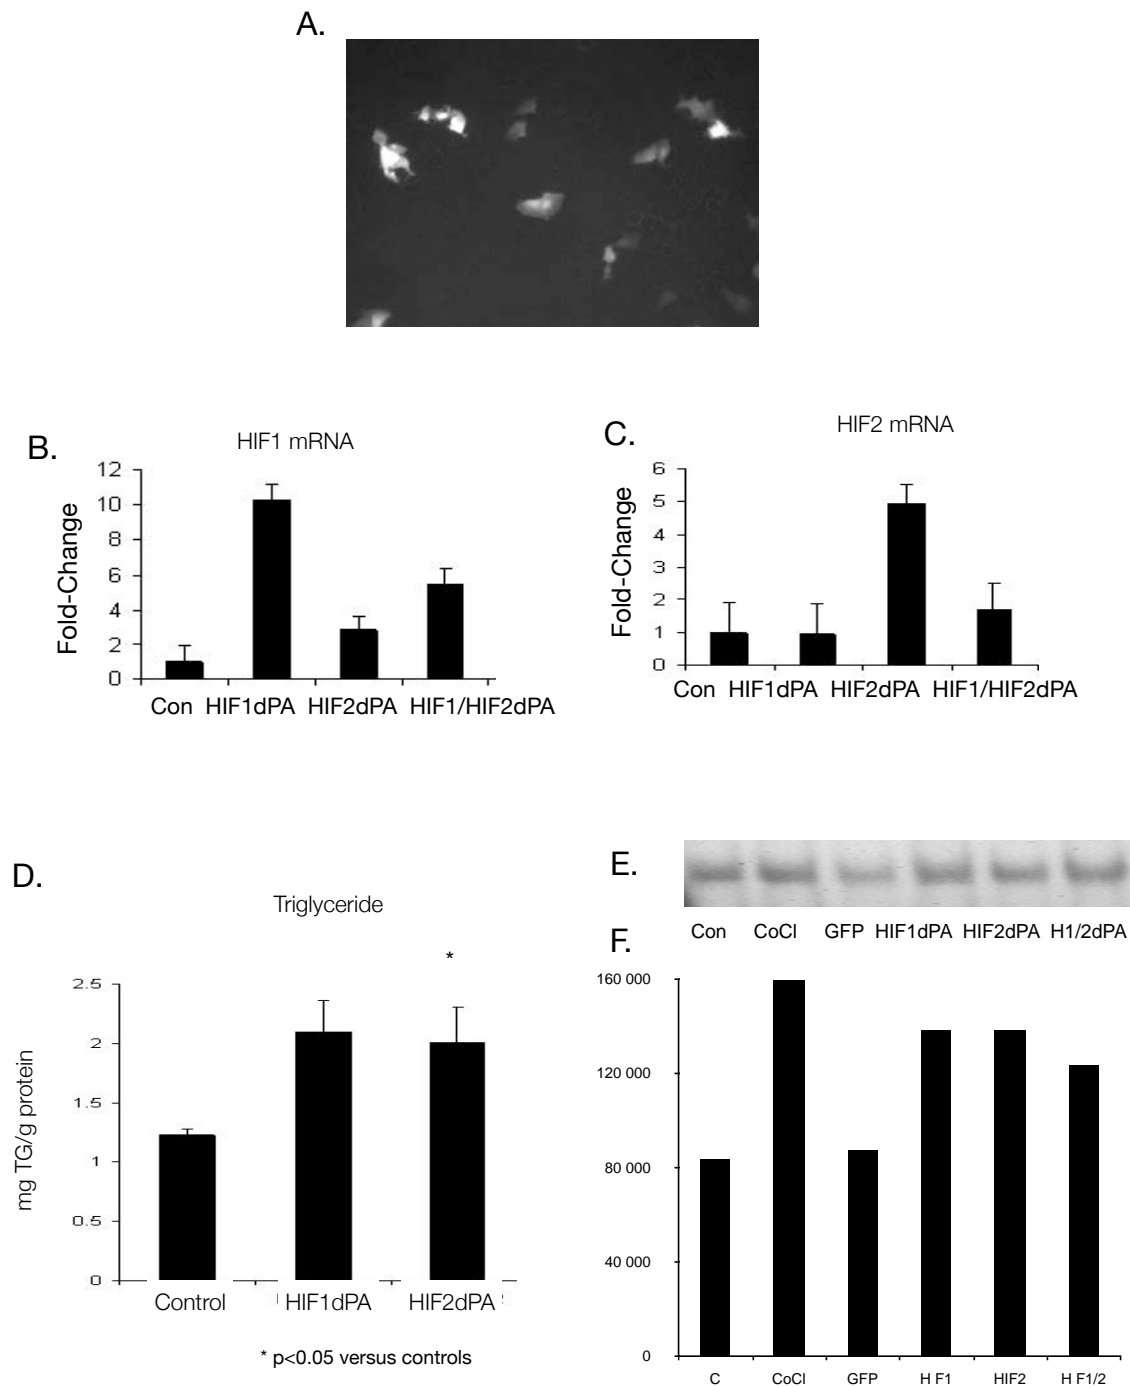 A.
B.
HIF1 mRNA
Fold-Change
12
10
8
6
4
2
0
Con HIF1dPA HIF2dPA HIF1/HIF2dPA
C.
HIF2 mRNA
Fold-Change
6
5
4
3
2
1
0
Con HIF1dPA HIF2dPA HIF1/HIF2dPA
D.
Triglyceride
*
mg TG/g protein
2.5
2
1.5
1
0.5
0
Control HIF1dPA HIF2dPA
* p<0.05 versus controls
E.
Con CoCl GFP HIF1dPA HIF2dPA H1/2dPA
F.
160 000
120 000
80 000
40 000
0
C CoCl GFP H F1 HIF2 H F1/2